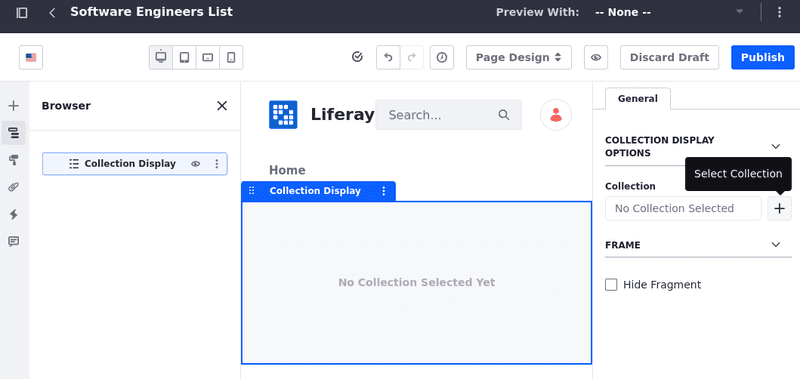 Software Engineers List
Preview With: -- None --
Page Design
Discard Draft
Publish
Browser
Collection Display
Liferay
Search...
Home
Collection Display
No Collection Selected Yet
General
COLLECTION DISPLAY
OPTIONS
Select Collection
Collection
No Collection Selected
FRAME
Hide Fragment